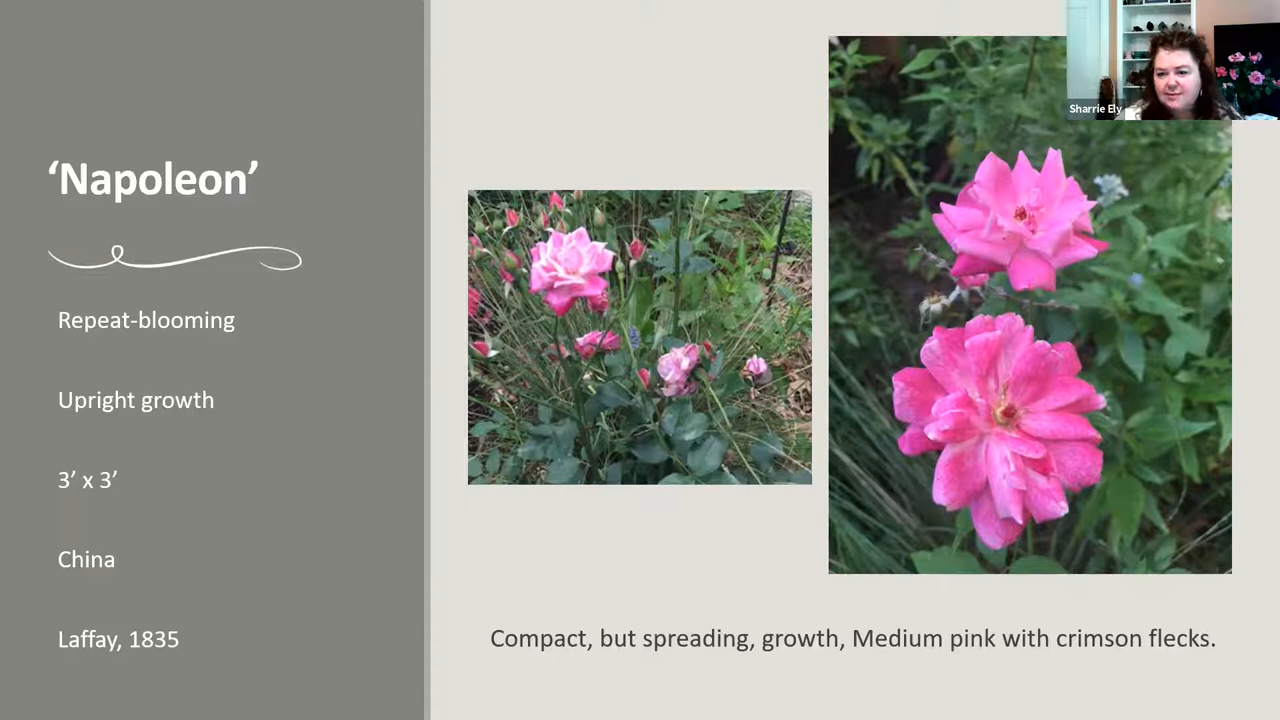 ‘Napoleon’
Repeat-blooming
Upright growth
3’ x 3’
China
Laffay, 1835
Compact, but spreading, growth, Medium pink with crimson flecks.
Sharrie Ely